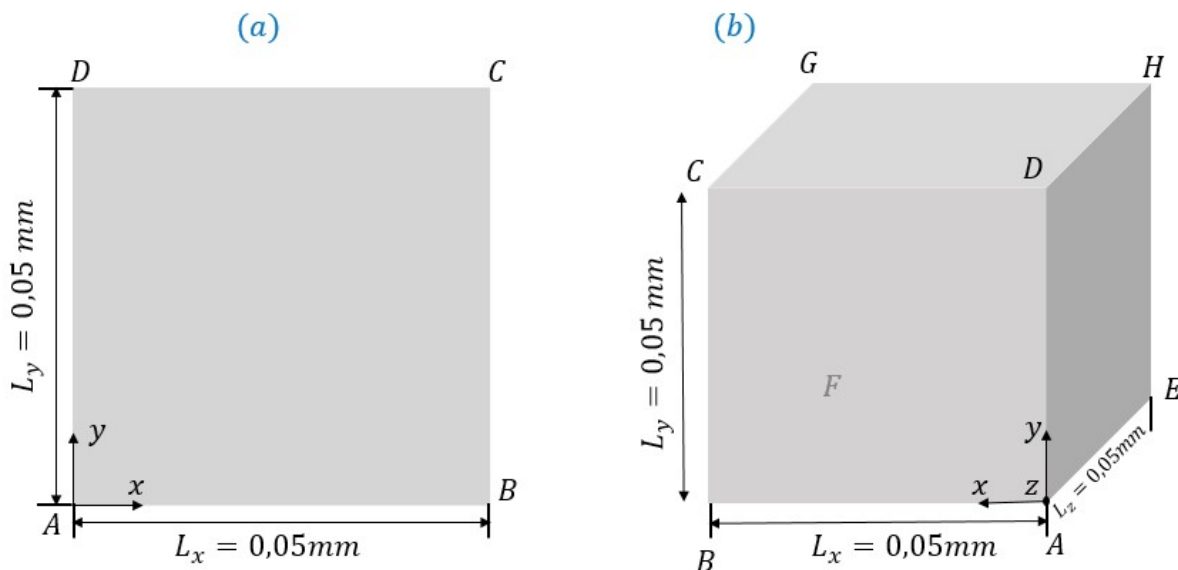 (a)
D
C
L_y = 0,05 mm
y
x
A
B
L_x = 0,05mm
(b)
G
H
C
D
L_y = 0,05 mm
F
E
y
x
z
L_z = 0,05mm
B
L_x = 0,05mm
A